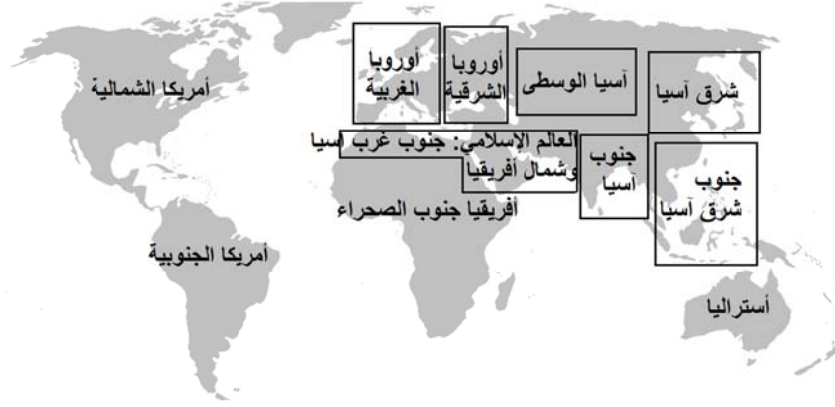 أمريكا الشمالية
أوروبا
الغربية
أوروبا
الشرقية
آسيا الوسطى
شرق آسيا
العالم الإسلامي: جنوب غرب اسيا
وشمال أفريقيا
جنوب
آسيا
جنوب
شرق آسيا
أفريقيا جنوب الصحراء
أمريكا الجنوبية
أستراليا